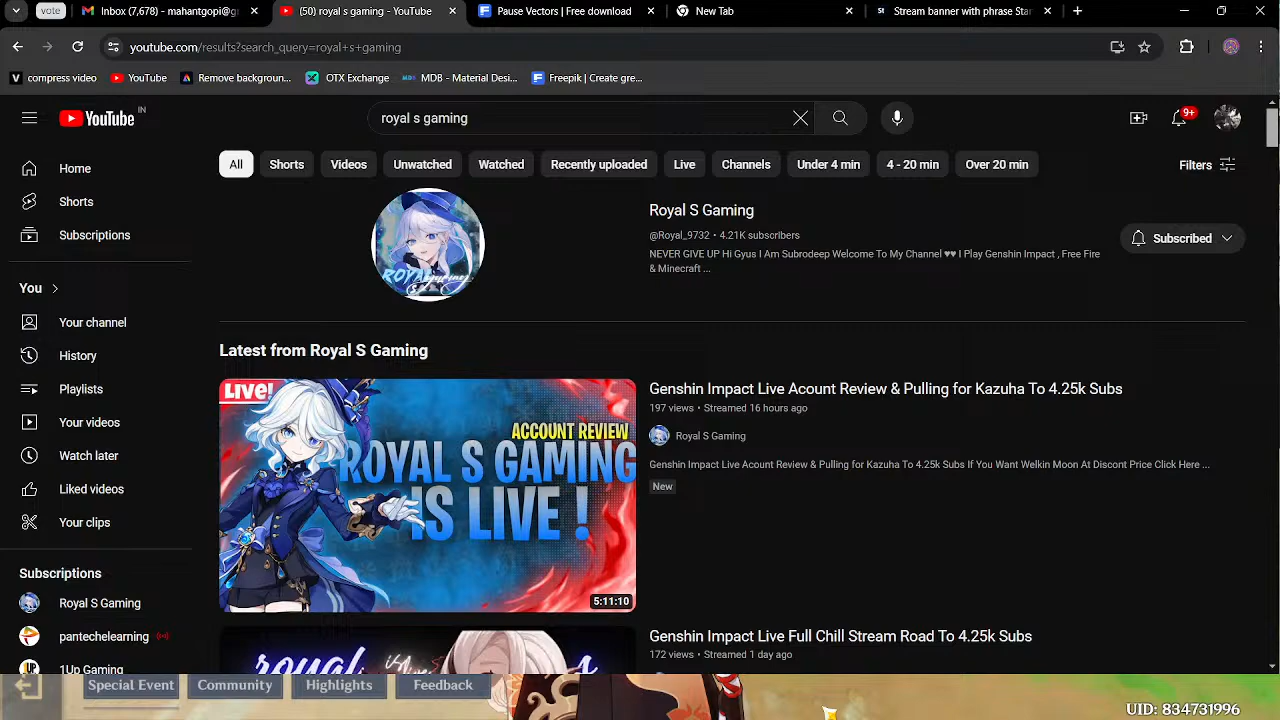 vote
Inbox (7,678) - mahantgopi@g
(50) royal s gaming - YouTube
Pause Vectors | Free download
New Tab
St
Stream banner with phrase Star
youtube.com/results?search_query=royal+s+gaming
V
compress video
YouTube
Remove backgroun...
OTX Exchange
MDB
MDB - Material Desi...
Freepik | Create gre...
YouTube
IN
royal s gaming
9+
All
Shorts
Videos
Unwatched
Watched
Recently uploaded
Live
Channels
Under 4 min
4 - 20 min
Over 20 min
Filters
Home
Shorts
Subscriptions
You
Your channel
History
Playlists
Your videos
Watch later
Liked videos
Your clips
Subscriptions
Royal S Gaming
pantechelearning
1Up Gaming
ROYAL
Royal S Gaming
@Royal_9732 • 4.21K subscribers
NEVER GIVE UP Hi Gyus I Am Subrodeep Welcome To My Channel ♥♥ I Play Genshin Impact , Free Fire
& Minecraft ...
Subscribed
Latest from Royal S Gaming
LIVE!
ACCOUNT REVIEW
ROYAL S GAMING
IS LIVE !
5:11:10
Genshin Impact Live Acount Review & Pulling for Kazuha To 4.25k Subs
197 views • Streamed 16 hours ago
Royal S Gaming
Genshin Impact Live Acount Review & Pulling for Kazuha To 4.25k Subs If You Want Welkin Moon At Discont Price Click Here ...
New
royal
s
Genshin Impact Live Full Chill Stream Road To 4.25k Subs
172 views • Streamed 1 day ago
Special Event
Community
Highlights
Feedback
UID: 834731996